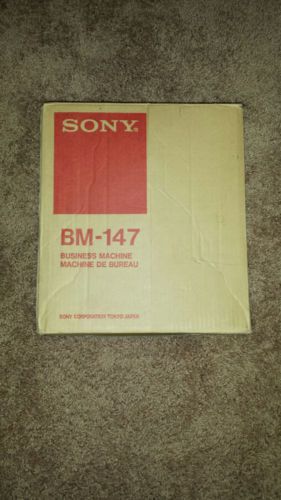 SONY®
BM-147
BUSINESS MACHINE
MACHINE DE BUREAU
SONY CORPORATION TOKYO JAPAN